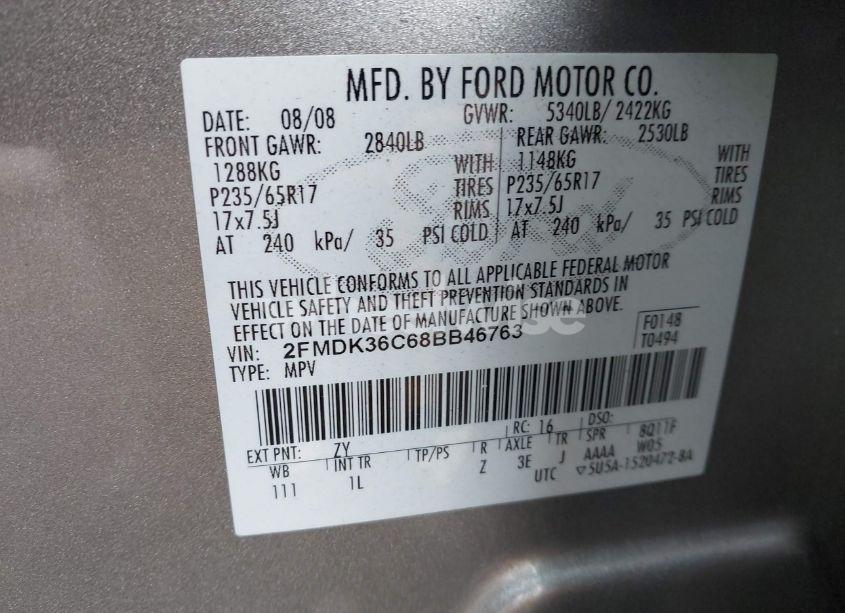 MFD. BY FORD MOTOR CO.
DATE: 08/08 GVWR: 5340LB/ 2422KG
FRONT GAWR: 2840LB REAR GAWR: 2530LB
1288KG WITH 1148KG WITH
P235/65R17 TIRES P235/65R17 TIRES
17x7.5J RIMS 17x7.5J RIMS
AT 240 kPa/ 35 PSI COLD AT 240 kPa/ 35 PSI COLD
THIS VEHICLE CONFORMS TO ALL APPLICABLE FEDERAL MOTOR
VEHICLE SAFETY AND THEFT PREVENTION STANDARDS IN
EFFECT ON THE DATE OF MANUFACTURE SHOWN ABOVE.
VIN: 2FMDK36C68BB46763 F0148
TYPE: MPV T0494
EXT PNT: ZY RC: 16 DSO:
WB INT TR TP/PS R AXLE TR SPR 8Q11F
111 1L Z 3E J AAAA W05
UTC ▽5U5A-1520472-BA